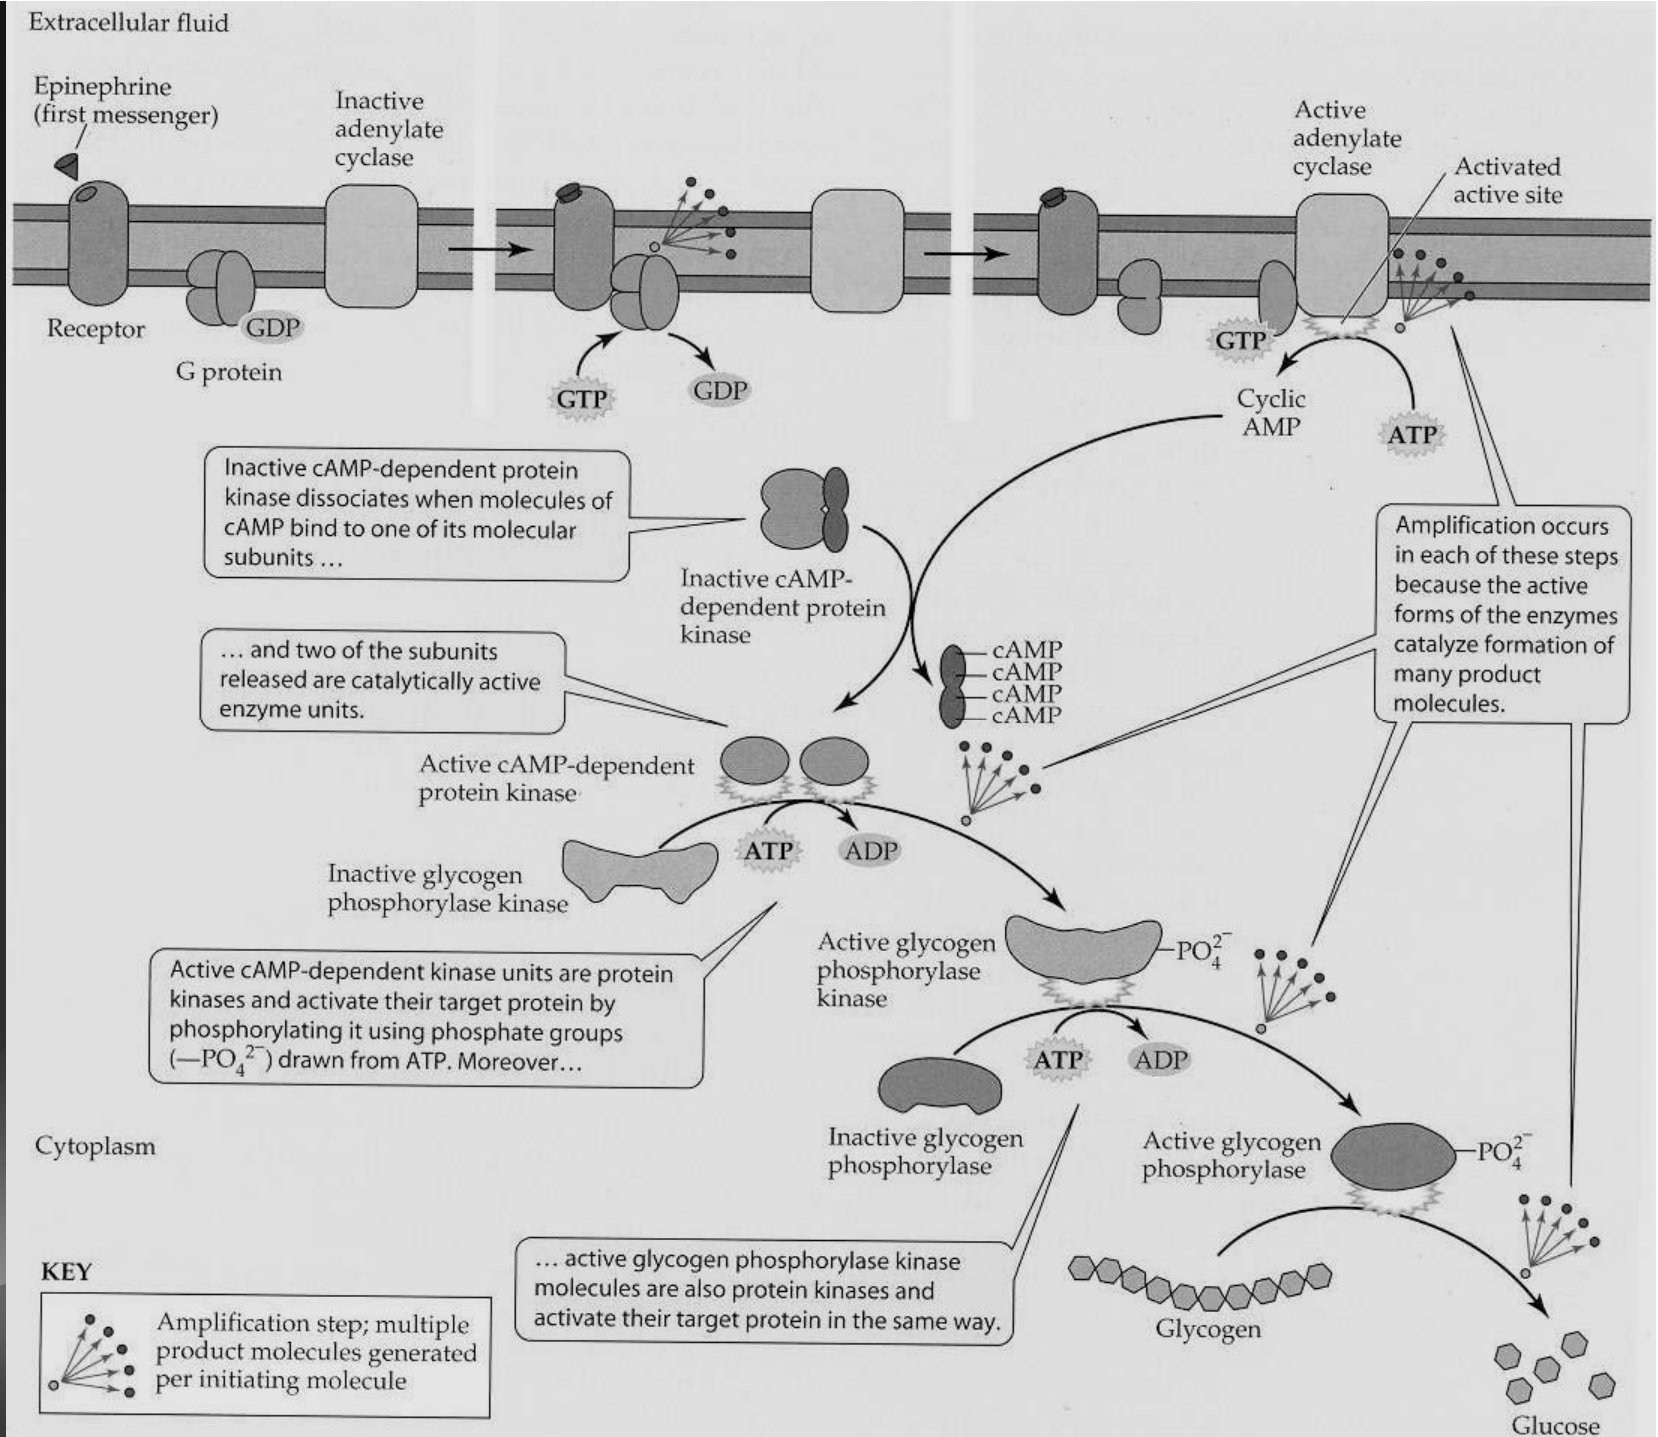 Extracellular fluid
Epinephrine
(first messenger)
Inactive
adenylate
cyclase
Active
adenylate
cyclase
Activated
active site
Receptor
GDP
G protein
GTP
GDP
GTP
Cyclic
AMP
ATP
Inactive cAMP-dependent protein
kinase dissociates when molecules of
cAMP bind to one of its molecular
subunits ...
Inactive cAMP-
dependent protein
kinase
Amplification occurs
in each of these steps
because the active
forms of the enzymes
catalyze formation of
many product
molecules.
... and two of the subunits
released are catalytically active
enzyme units.
cAMP
cAMP
cAMP
cAMP
Active cAMP-dependent
protein kinase
ATP
ADP
Inactive glycogen
phosphorylase kinase
Active glycogen
phosphorylase
kinase
PO₄²⁻
Active cAMP-dependent kinase units are protein
kinases and activate their target protein by
phosphorylating it using phosphate groups
(—PO₄²⁻) drawn from ATP. Moreover...
ATP
ADP
Inactive glycogen
phosphorylase
Active glycogen
phosphorylase
PO₄²⁻
Cytoplasm
... active glycogen phosphorylase kinase
molecules are also protein kinases and
activate their target protein in the same way.
Glycogen
Glucose
KEY
Amplification step; multiple
product molecules generated
per initiating molecule